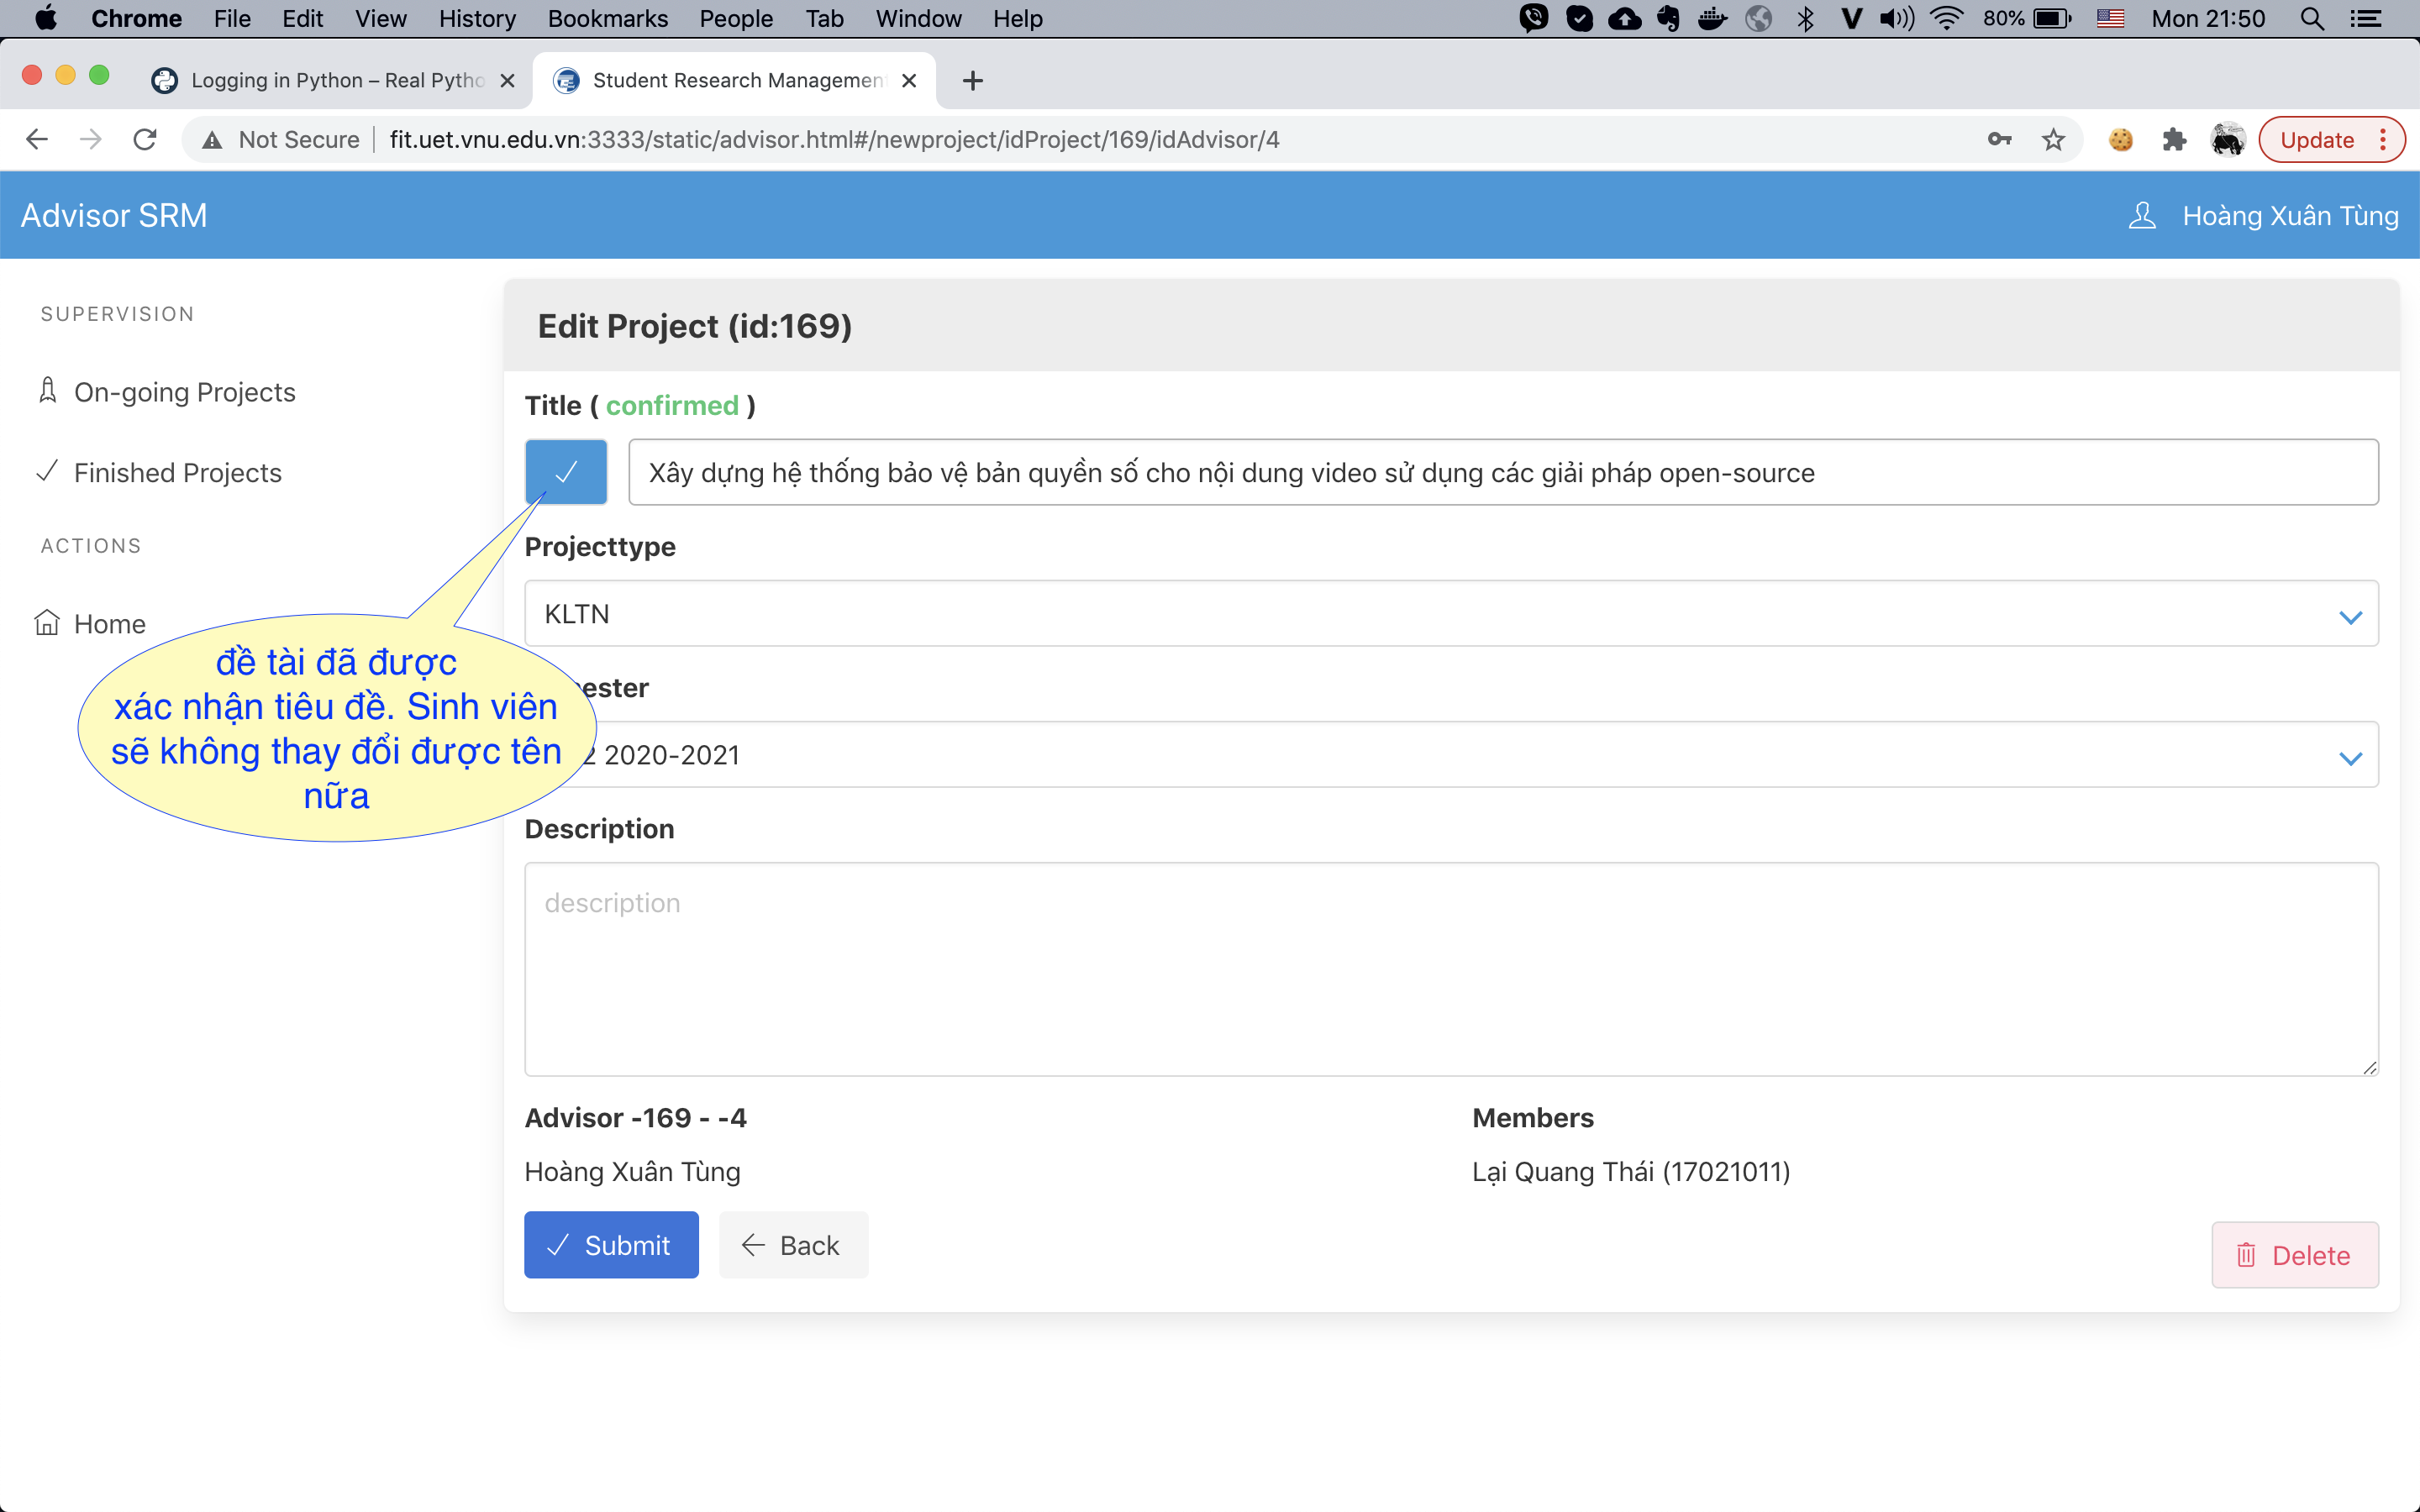 Chrome File Edit View History Bookmarks People Tab Window Help 80% Mon 21:50
Logging in Python – Real Pytho
Student Research Managemen
Not Secure fit.uet.vnu.edu.vn:3333/static/advisor.html#/newproject/idProject/169/idAdvisor/4 Update
Advisor SRM
Hoàng Xuân Tùng
SUPERVISION
On-going Projects
Finished Projects
ACTIONS
Home
đề tài đã được
xác nhận tiêu đề. Sinh viên
sẽ không thay đổi được tên
nữa
Edit Project (id:169)
Title ( confirmed )
Xây dựng hệ thống bảo vệ bản quyền số cho nội dung video sử dụng các giải pháp open-source
Projecttype
KLTN
ester
2 2020-2021
Description
description
Advisor -169 - -4
Hoàng Xuân Tùng
Members
Lại Quang Thái (17021011)
Submit
Back
Delete